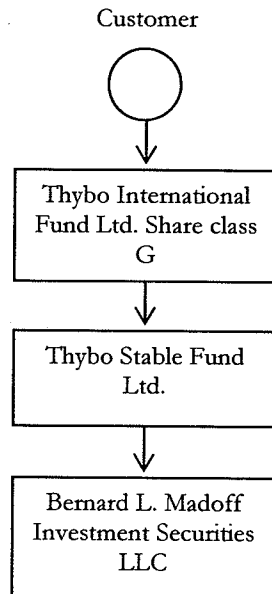 Customer
Thybo International
Fund Ltd. Share class
G
Thybo Stable Fund
Ltd.
Bernard L. Madoff
Investment Securities
LLC